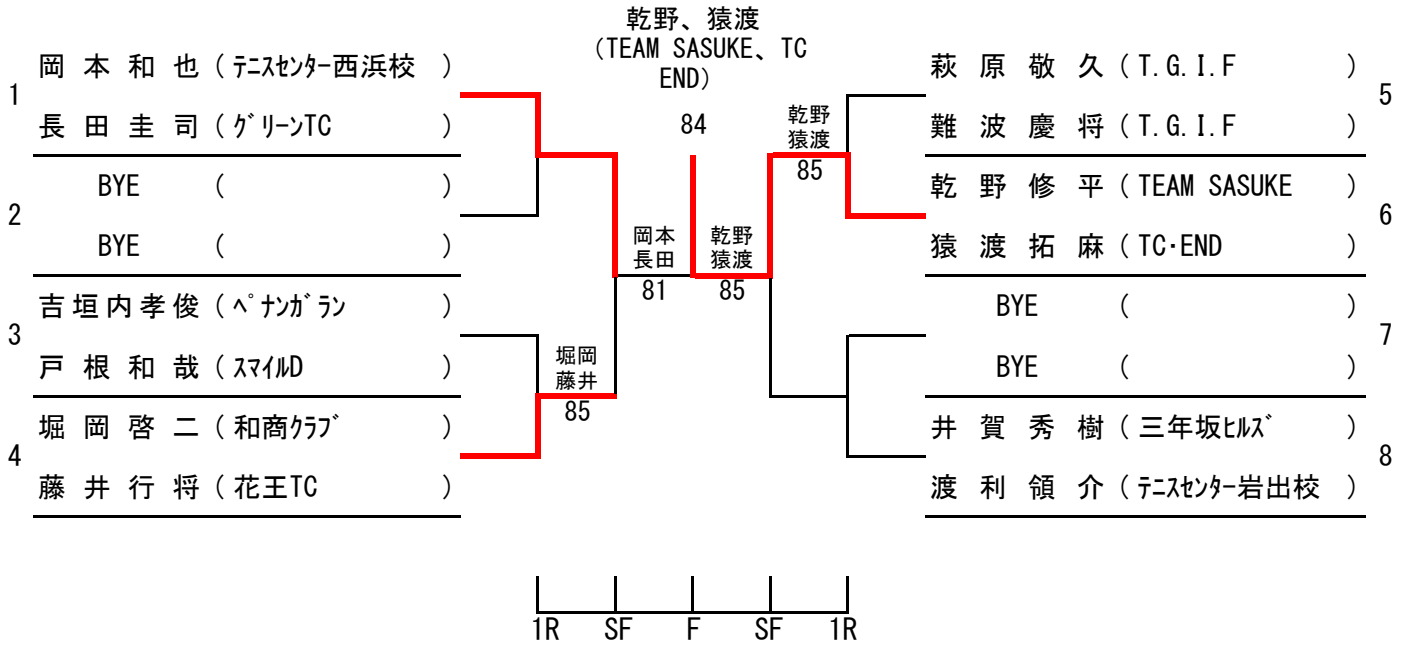 乾野、猿渡
(TEAM SASUKE、TC
END)
84
1
岡本和也(ﾃﾆｽｾﾝﾀｰ西浜校)
長田圭司(ｸﾞﾘｰﾝTC)
2
BYE()
BYE()
3
吉垣内孝俊(ﾍﾟﾅﾝｶﾞﾗﾝ)
戸根和哉(ｽﾏｲﾙD)
4
堀岡啓二(和商ｸﾗﾌﾞ)
藤井行将(花王TC)
堀岡
藤井
85
岡本
長田
81
乾野
猿渡
85
乾野
猿渡
85
萩原敬久(T.G.I.F)
難波慶将(T.G.I.F)
5
乾野修平(TEAM SASUKE)
猿渡拓麻(TC･END)
6
BYE()
BYE()
7
井賀秀樹(三年坂ﾋﾙｽﾞ)
渡利領介(ﾃﾆｽｾﾝﾀｰ岩出校)
8
1R SF F SF 1R